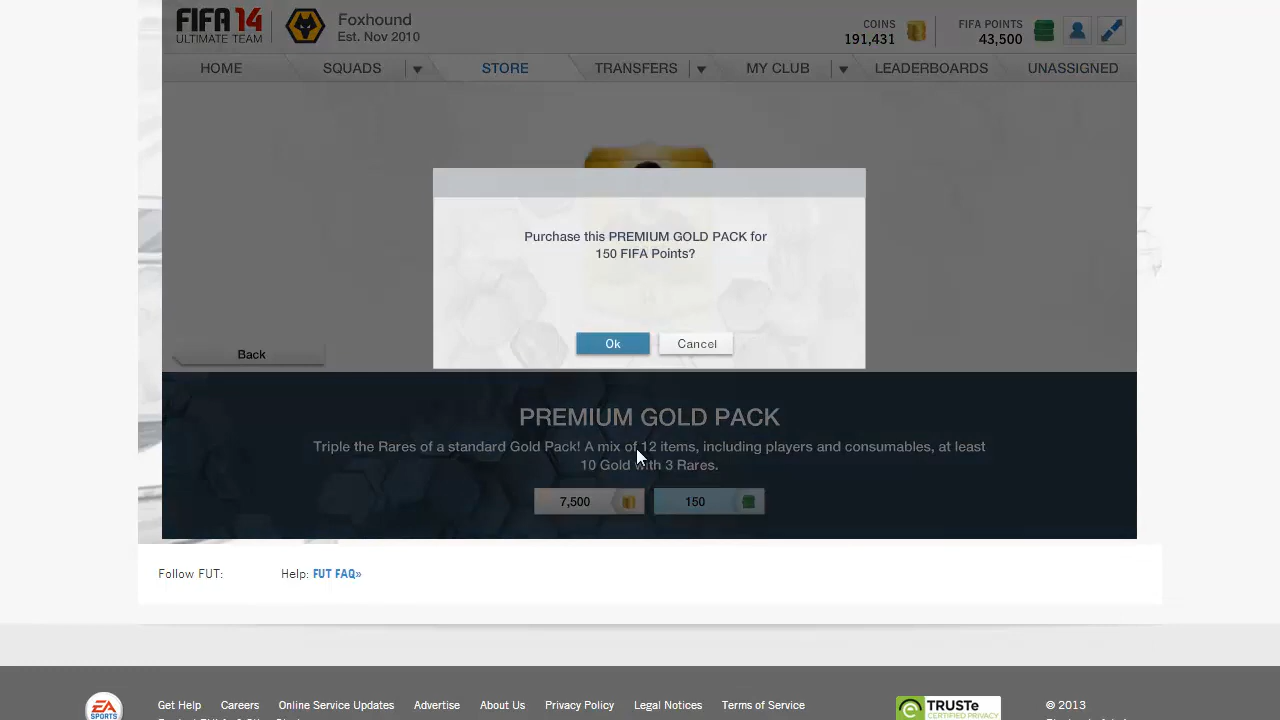 FIFA 14
ULTIMATE TEAM
Foxhound
Est. Nov 2010
COINS
191,431
FIFA POINTS
43,500
HOME
SQUADS
STORE
TRANSFERS
MY CLUB
LEADERBOARDS
UNASSIGNED
Purchase this PREMIUM GOLD PACK for
150 FIFA Points?
Ok
Cancel
Back
PREMIUM GOLD PACK
Triple the Rares of a standard Gold Pack! A mix of 12 items, including players and consumables, at least
10 Gold with 3 Rares.
7,500
150
Follow FUT:
Help: FUT FAQ»
EA
SPORTS
Get Help
Careers
Online Service Updates
Advertise
About Us
Privacy Policy
Legal Notices
Terms of Service
TRUSTe
CERTIFIED PRIVACY
© 2013